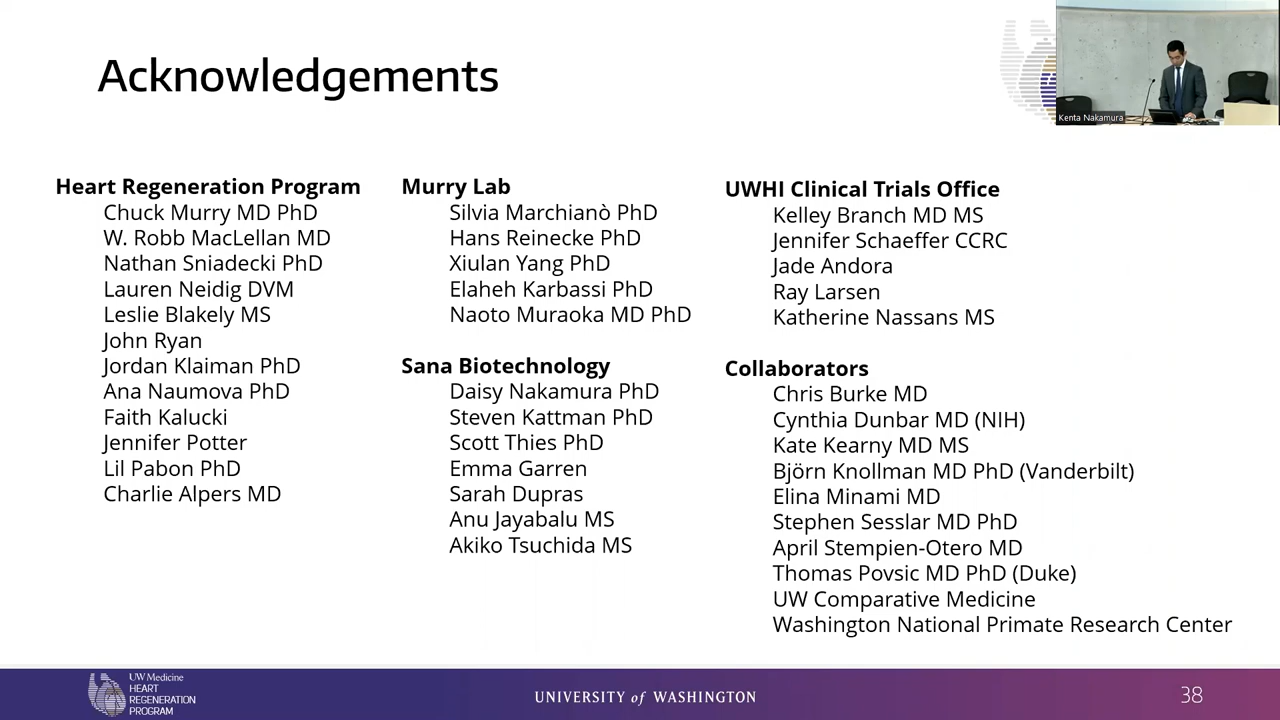 Acknowledgements
Kenta Nakamura
Heart Regeneration Program
Chuck Murry MD PhD
W. Robb MacLellan MD
Nathan Sniadecki PhD
Lauren Neidig DVM
Leslie Blakely MS
John Ryan
Jordan Klaiman PhD
Ana Naumova PhD
Faith Kalucki
Jennifer Potter
Lil Pabon PhD
Charlie Alpers MD
Murry Lab
Silvia Marchianò PhD
Hans Reinecke PhD
Xiulan Yang PhD
Elaheh Karbassi PhD
Naoto Muraoka MD PhD
Sana Biotechnology
Daisy Nakamura PhD
Steven Kattman PhD
Scott Thies PhD
Emma Garren
Sarah Dupras
Anu Jayabalu MS
Akiko Tsuchida MS
UWHI Clinical Trials Office
Kelley Branch MD MS
Jennifer Schaeffer CCRC
Jade Andora
Ray Larsen
Katherine Nassans MS
Collaborators
Chris Burke MD
Cynthia Dunbar MD (NIH)
Kate Kearny MD MS
Björn Knollman MD PhD (Vanderbilt)
Elina Minami MD
Stephen Sesslar MD PhD
April Stempien-Otero MD
Thomas Povsic MD PhD (Duke)
UW Comparative Medicine
Washington National Primate Research Center
UW Medicine
HEART
REGENERATION
PROGRAM
UNIVERSITY of WASHINGTON
38